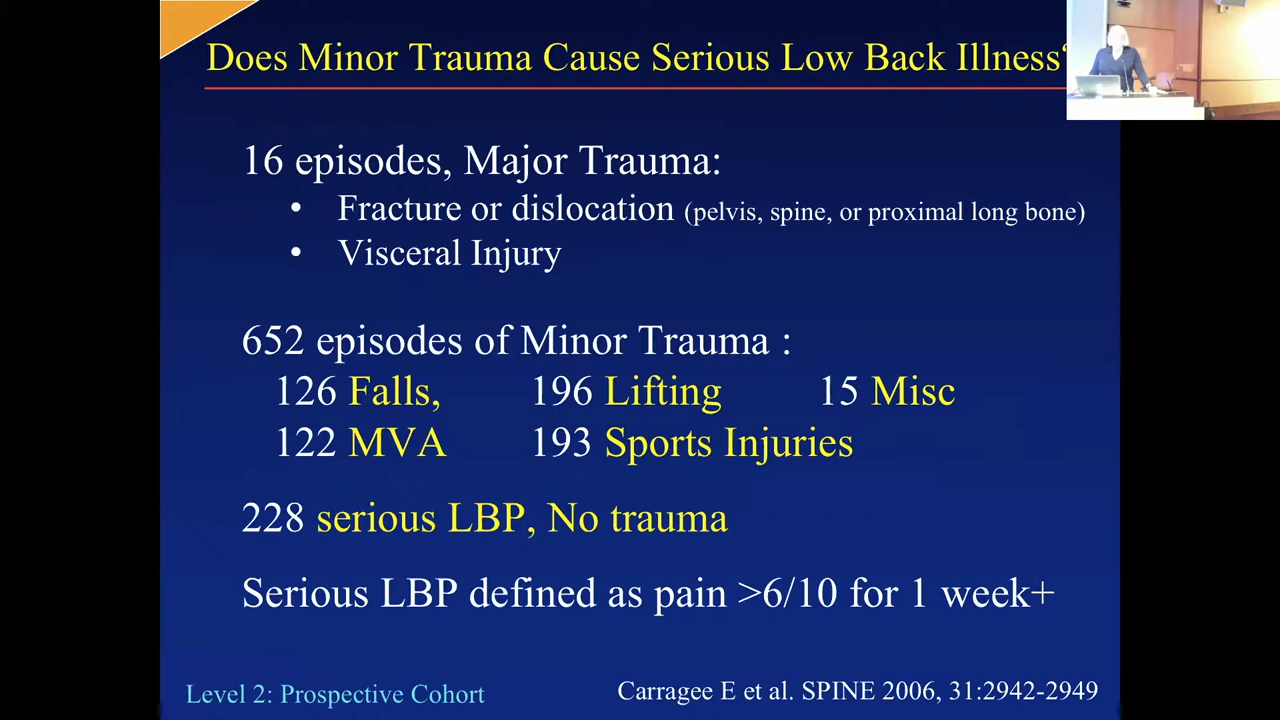 Does Minor Trauma Cause Serious Low Back Illness?
16 episodes, Major Trauma:
• Fracture or dislocation (pelvis, spine, or proximal long bone)
• Visceral Injury
652 episodes of Minor Trauma :
126 Falls, 196 Lifting 15 Misc
122 MVA 193 Sports Injuries
228 serious LBP, No trauma
Serious LBP defined as pain >6/10 for 1 week+
Level 2: Prospective Cohort
Carragee E et al. SPINE 2006, 31:2942-2949